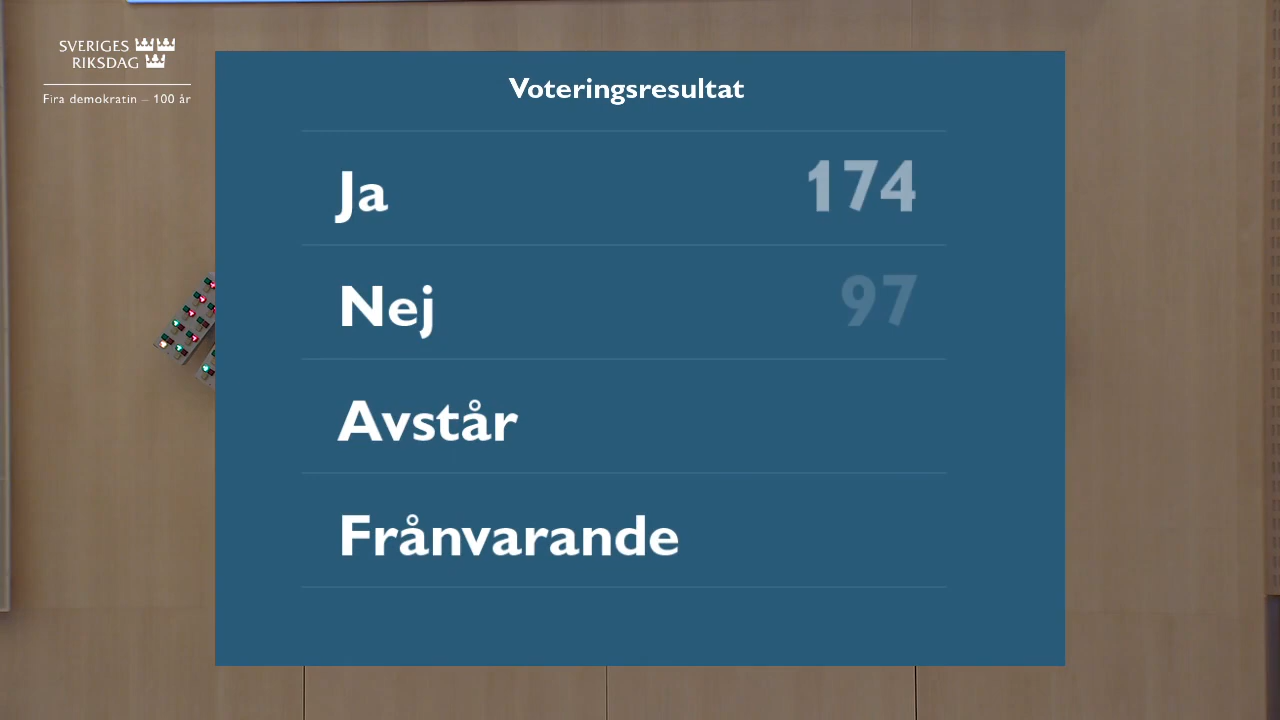 SVERIGES
RIKSDAG
Fira demokratin – 100 år
Voteringsresultat
Ja 174
Nej 97
Avstår
Frånvarande